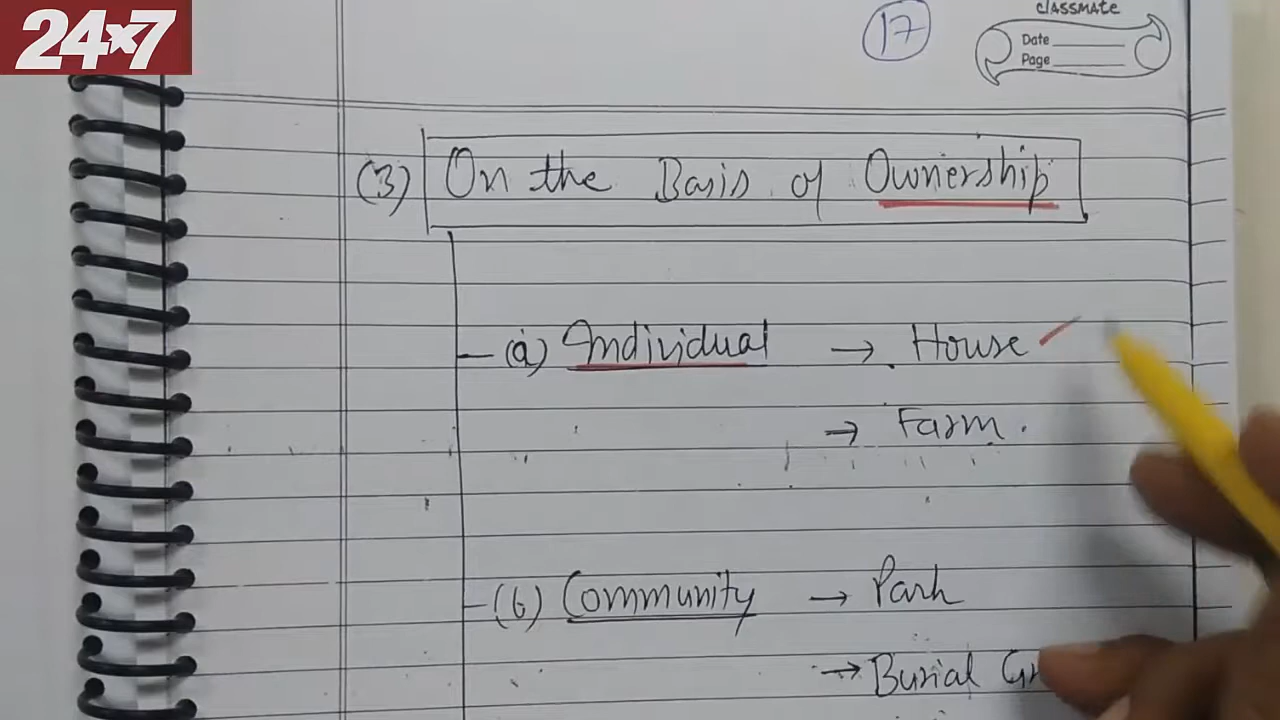 24x7
17
classmate
Date
Page
(3) On the Basis of Ownership
(a) Individual → House
→ Farm.
(b) Community → Park
→ Burial